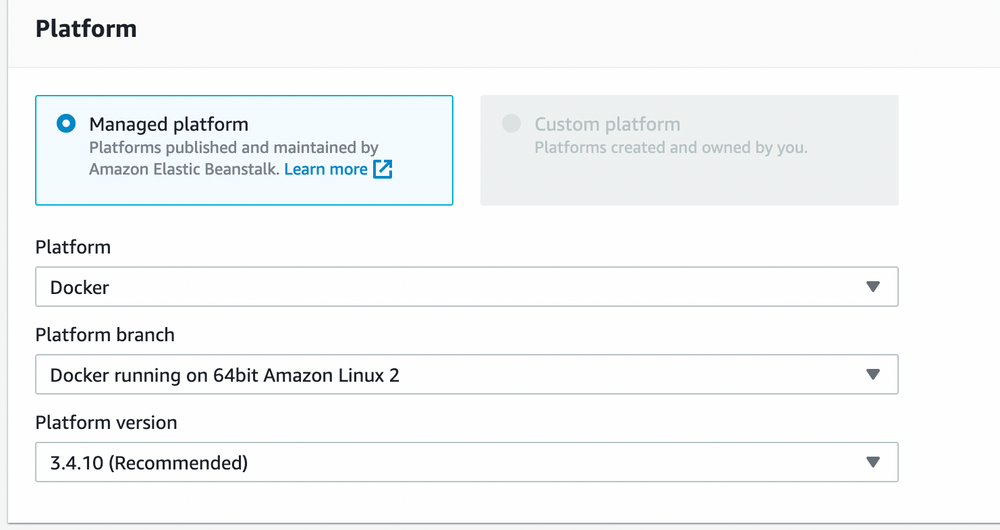 Platform
Managed platform
Platforms published and maintained by
Amazon Elastic Beanstalk. Learn more
Custom platform
Platforms created and owned by you.
Platform
Docker
Platform branch
Docker running on 64bit Amazon Linux 2
Platform version
3.4.10 (Recommended)